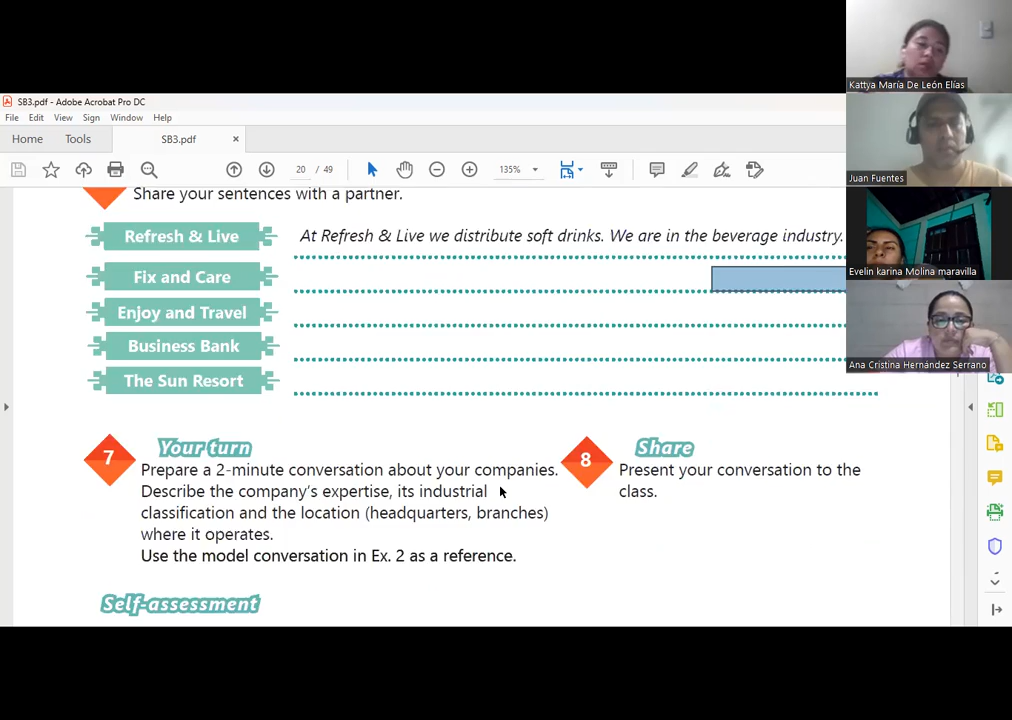 Kattya María De León Elías
SB3.pdf - Adobe Acrobat Pro DC
File Edit View Sign Window Help
Home Tools SB3.pdf ×
20 / 49 135%
Juan Fuentes
Share your sentences with a partner.
Refresh & Live At Refresh & Live we distribute soft drinks. We are in the beverage industry.
Evelin karina Molina maravilla
Fix and Care
Enjoy and Travel
Business Bank
Ana Cristina Hernández Serrano
The Sun Resort
7 Your turn
Prepare a 2-minute conversation about your companies.
Describe the company's expertise, its industrial
classification and the location (headquarters, branches)
where it operates.
Use the model conversation in Ex. 2 as a reference.
8 Share
Present your conversation to the
class.
Self-assessment